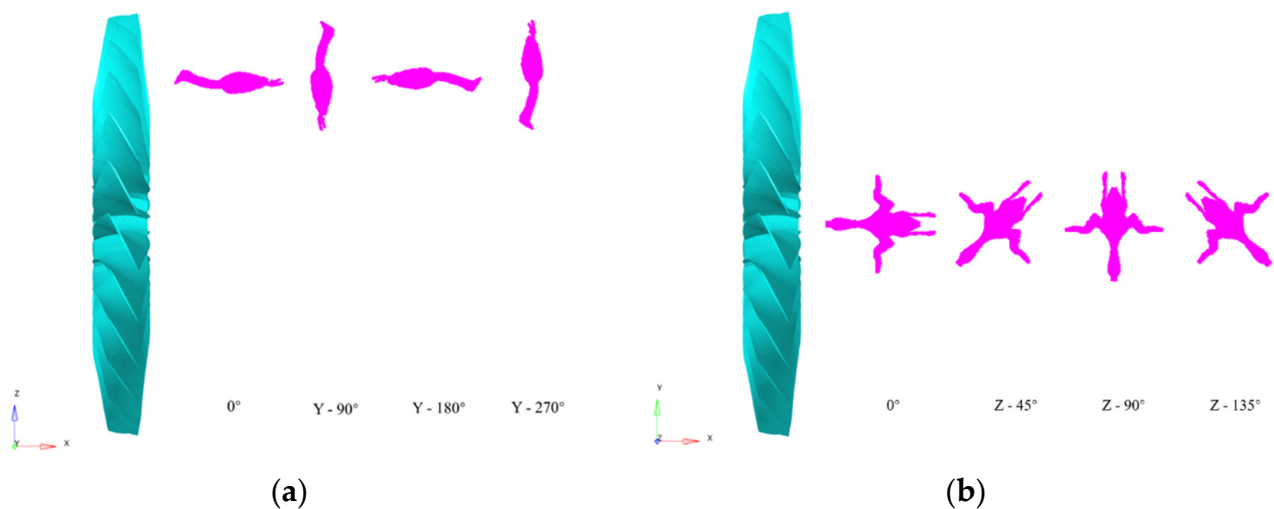 Z
Y
X
0°
Y - 90°
Y - 180°
Y - 270°
(a)
Y
Z
X
0°
Z - 45°
Z - 90°
Z - 135°
(b)